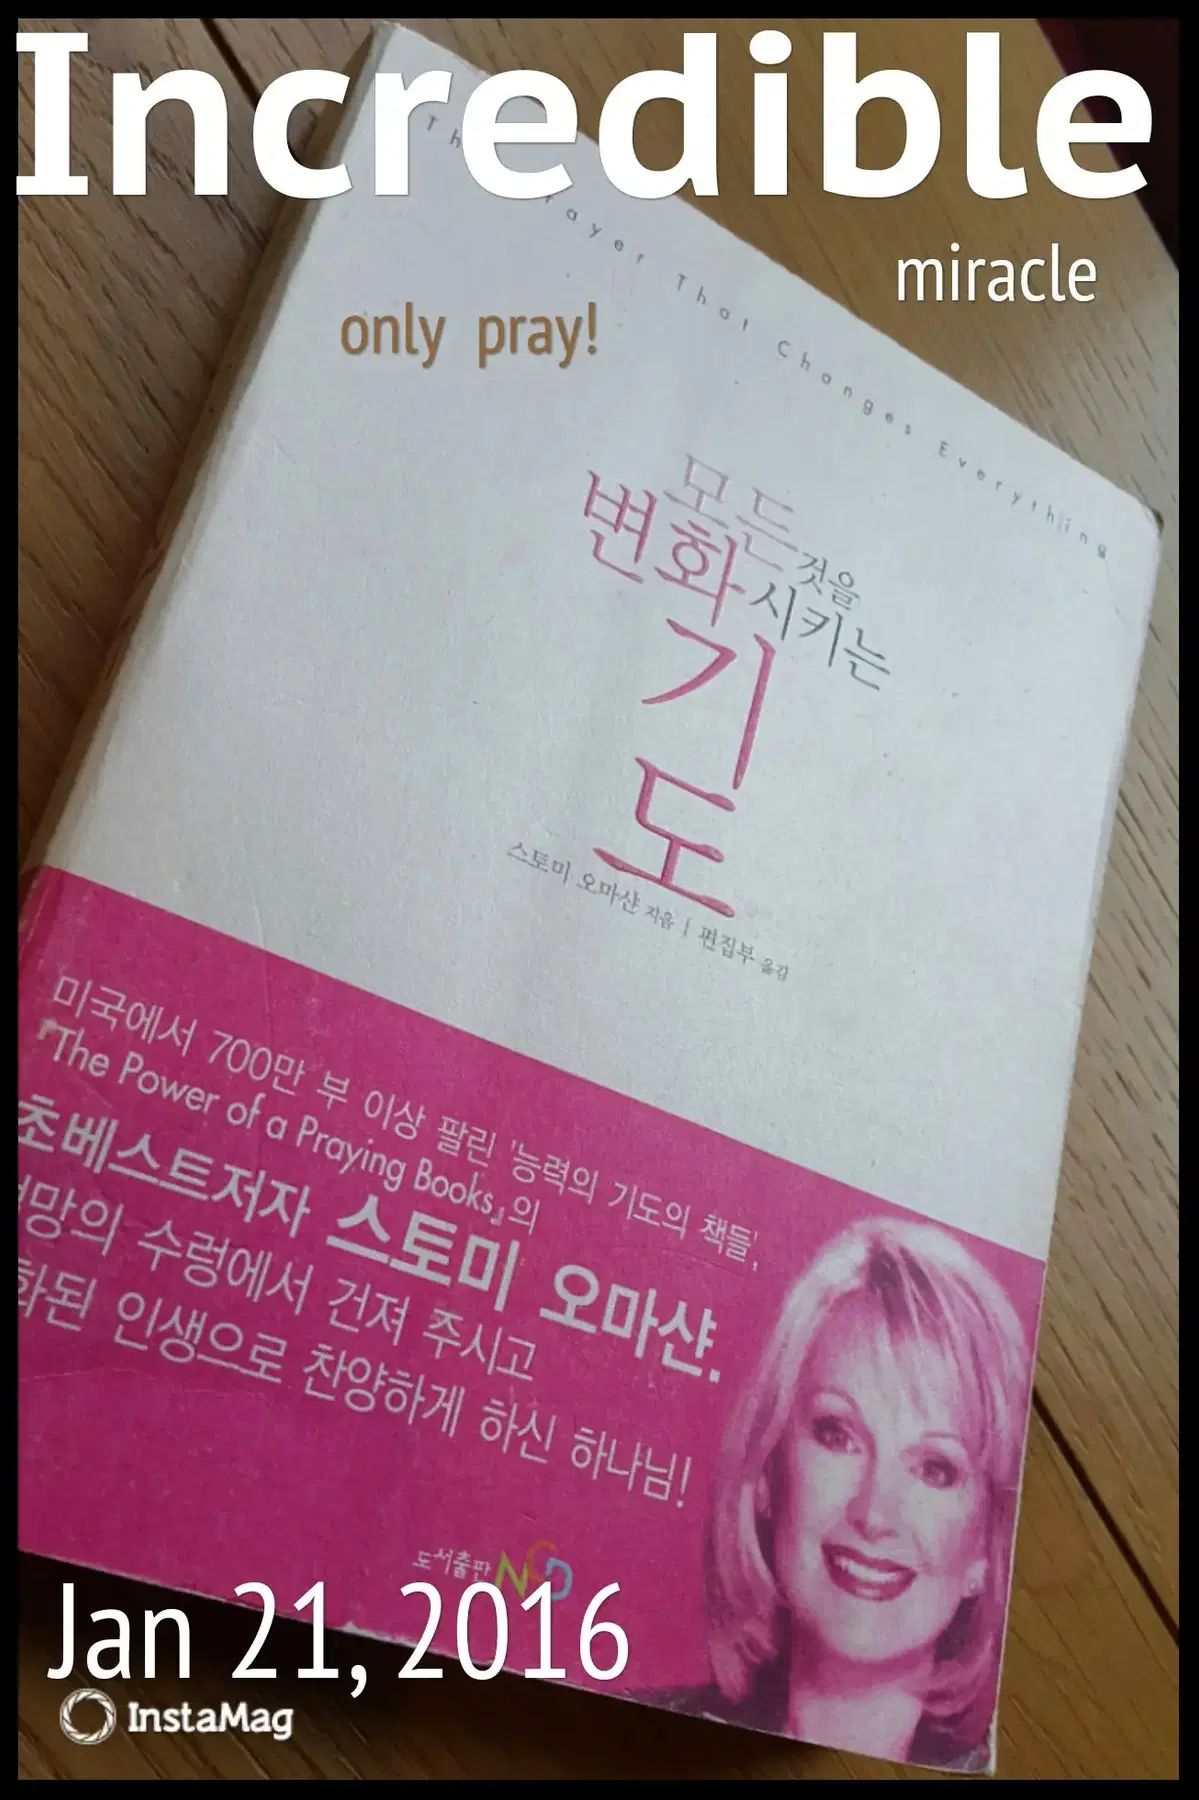 Incredible
miracle
only pray!
Prayer That Changes Everything
모든 것을
변화시키는
기
도
스토미 오마샨 지음 | 편집부 옮김
미국에서 700만 부 이상 팔린 '능력의 기도의 책들',
『The Power of a Praying Books』의
초베스트저자 스토미 오마샨.
수렁에서 건져 주시고
인생으로 찬양하게 하신 하나님!
도서출판 NCD
Jan 21, 2016
InstaMag